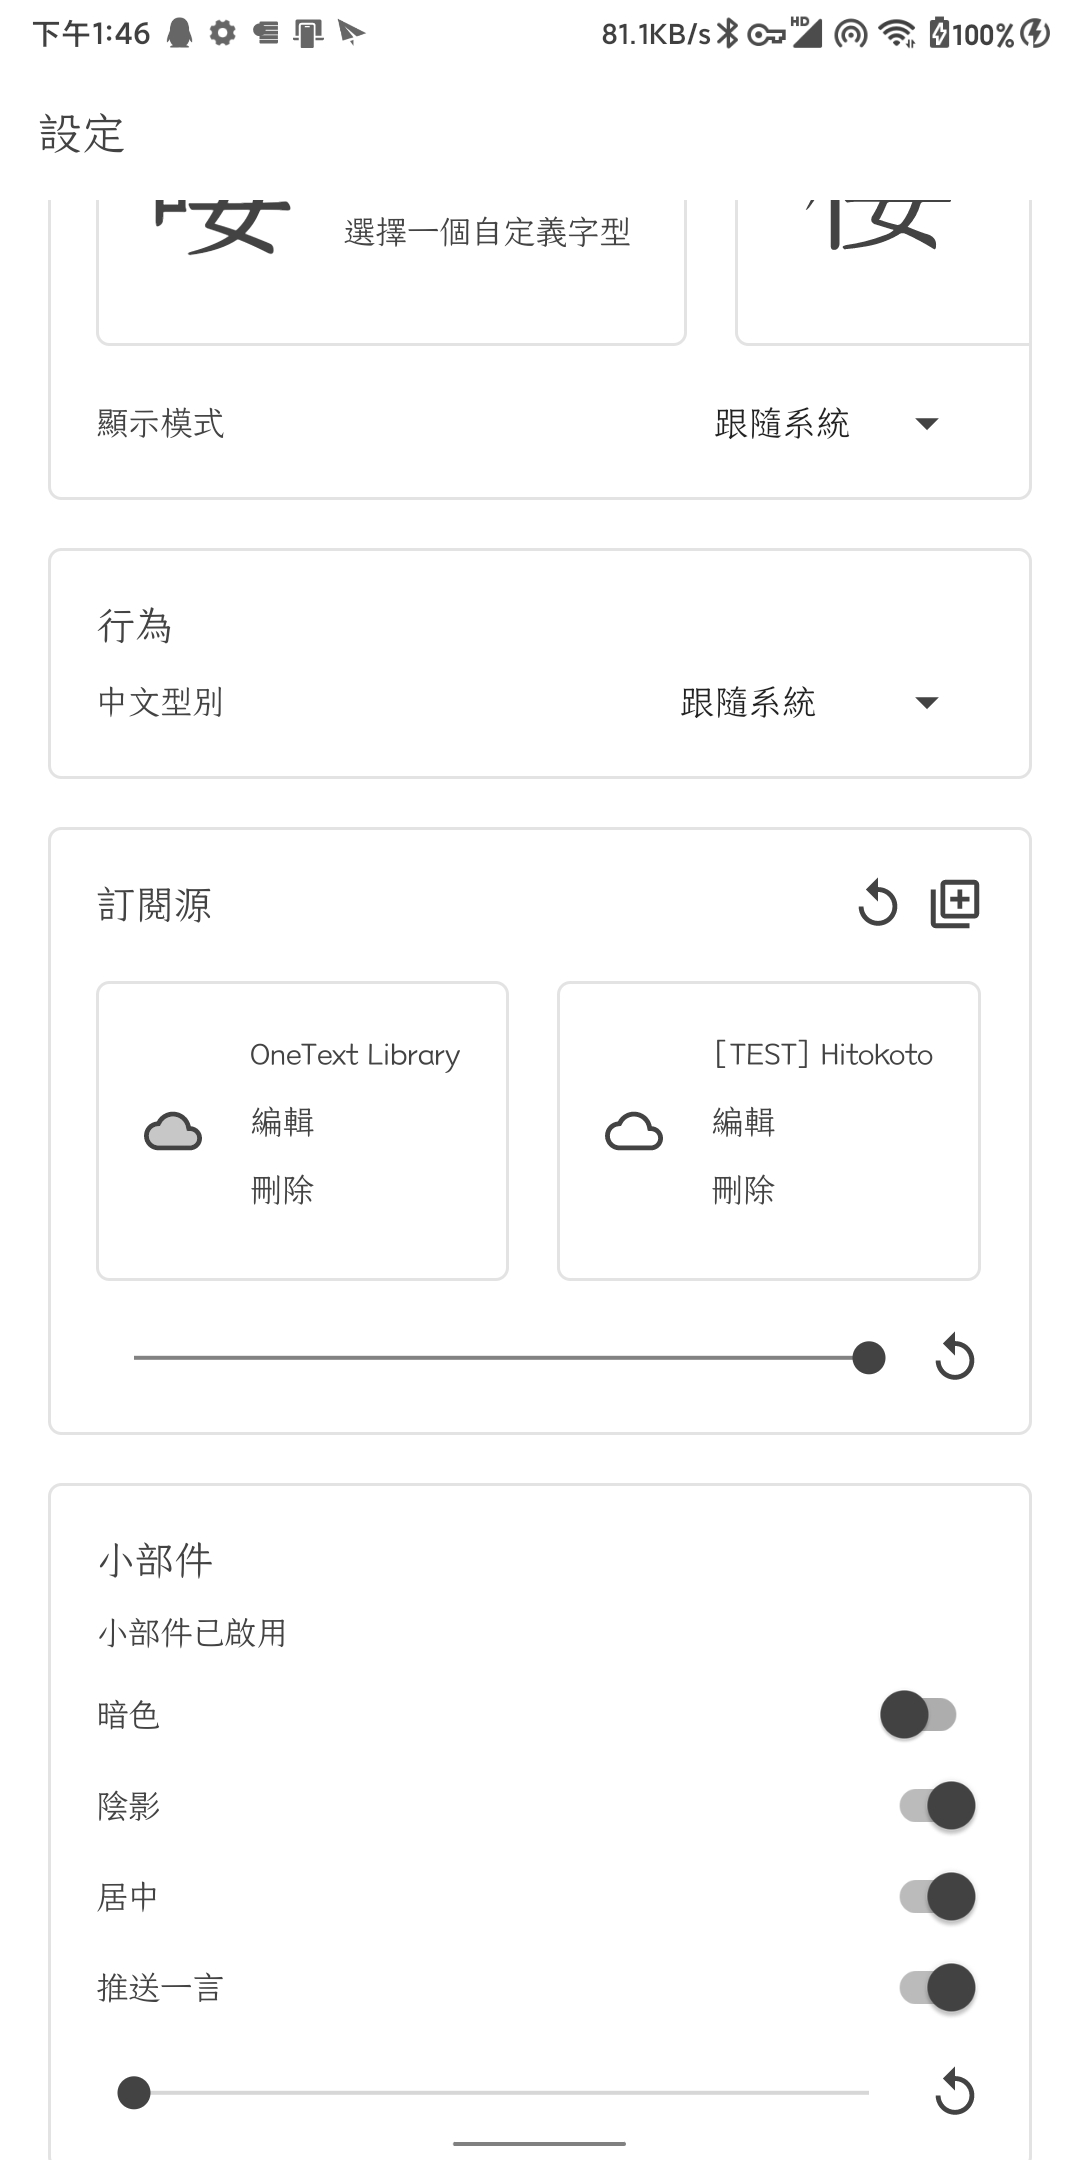 下午1:46
81.1KB/s
HD
100%
設定
選擇一個自定義字型
顯示模式
跟隨系統
行為
中文型別
跟隨系統
訂閱源
OneText Library
編輯
刪除
[TEST] Hitokoto
編輯
刪除
小部件
小部件已啟用
暗色
陰影
居中
推送一言